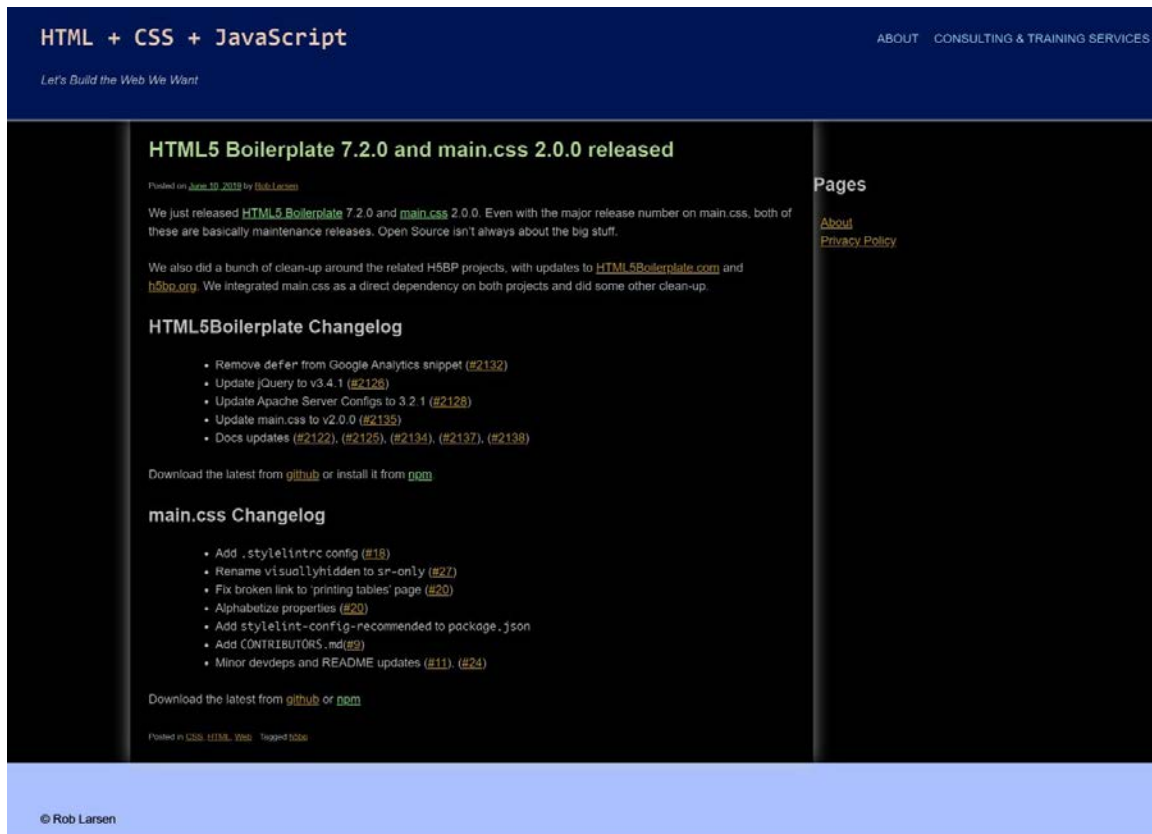 HTML + CSS + JavaScript
ABOUT CONSULTING & TRAINING SERVICES
Let's Build the Web We Want
HTML5 Boilerplate 7.2.0 and main.css 2.0.0 released
Posted on June 10, 2019 by Rob Larsen
We just released HTML5 Boilerplate 7.2.0 and main.css 2.0.0. Even with the major release number on main.css, both of
these are basically maintenance releases. Open Source isn't always about the big stuff.
We also did a bunch of clean-up around the related H5BP projects, with updates to HTML5Boilerplate.com and
h5bp.org. We integrated main.css as a direct dependency on both projects and did some other clean-up.
HTML5Boilerplate Changelog
• Remove defer from Google Analytics snippet (#2132)
• Update jQuery to v3.4.1 (#2126)
• Update Apache Server Configs to 3.2.1 (#2128)
• Update main.css to v2.0.0 (#2135)
• Docs updates (#2122), (#2125), (#2134), (#2137), (#2138)
Download the latest from github or install it from npm
main.css Changelog
• Add .stylelintrc config (#18)
• Rename visuallyhidden to sr-only (#27)
• Fix broken link to 'printing tables' page (#20)
• Alphabetize properties (#20)
• Add stylelint-config-recommended to package.json
• Add CONTRIBUTORS.md(#9)
• Minor devdeps and README updates (#11), (#24)
Download the latest from github or npm
Posted in CSS, HTML, Web Tagged h5bp
Pages
About
Privacy Policy
© Rob Larsen